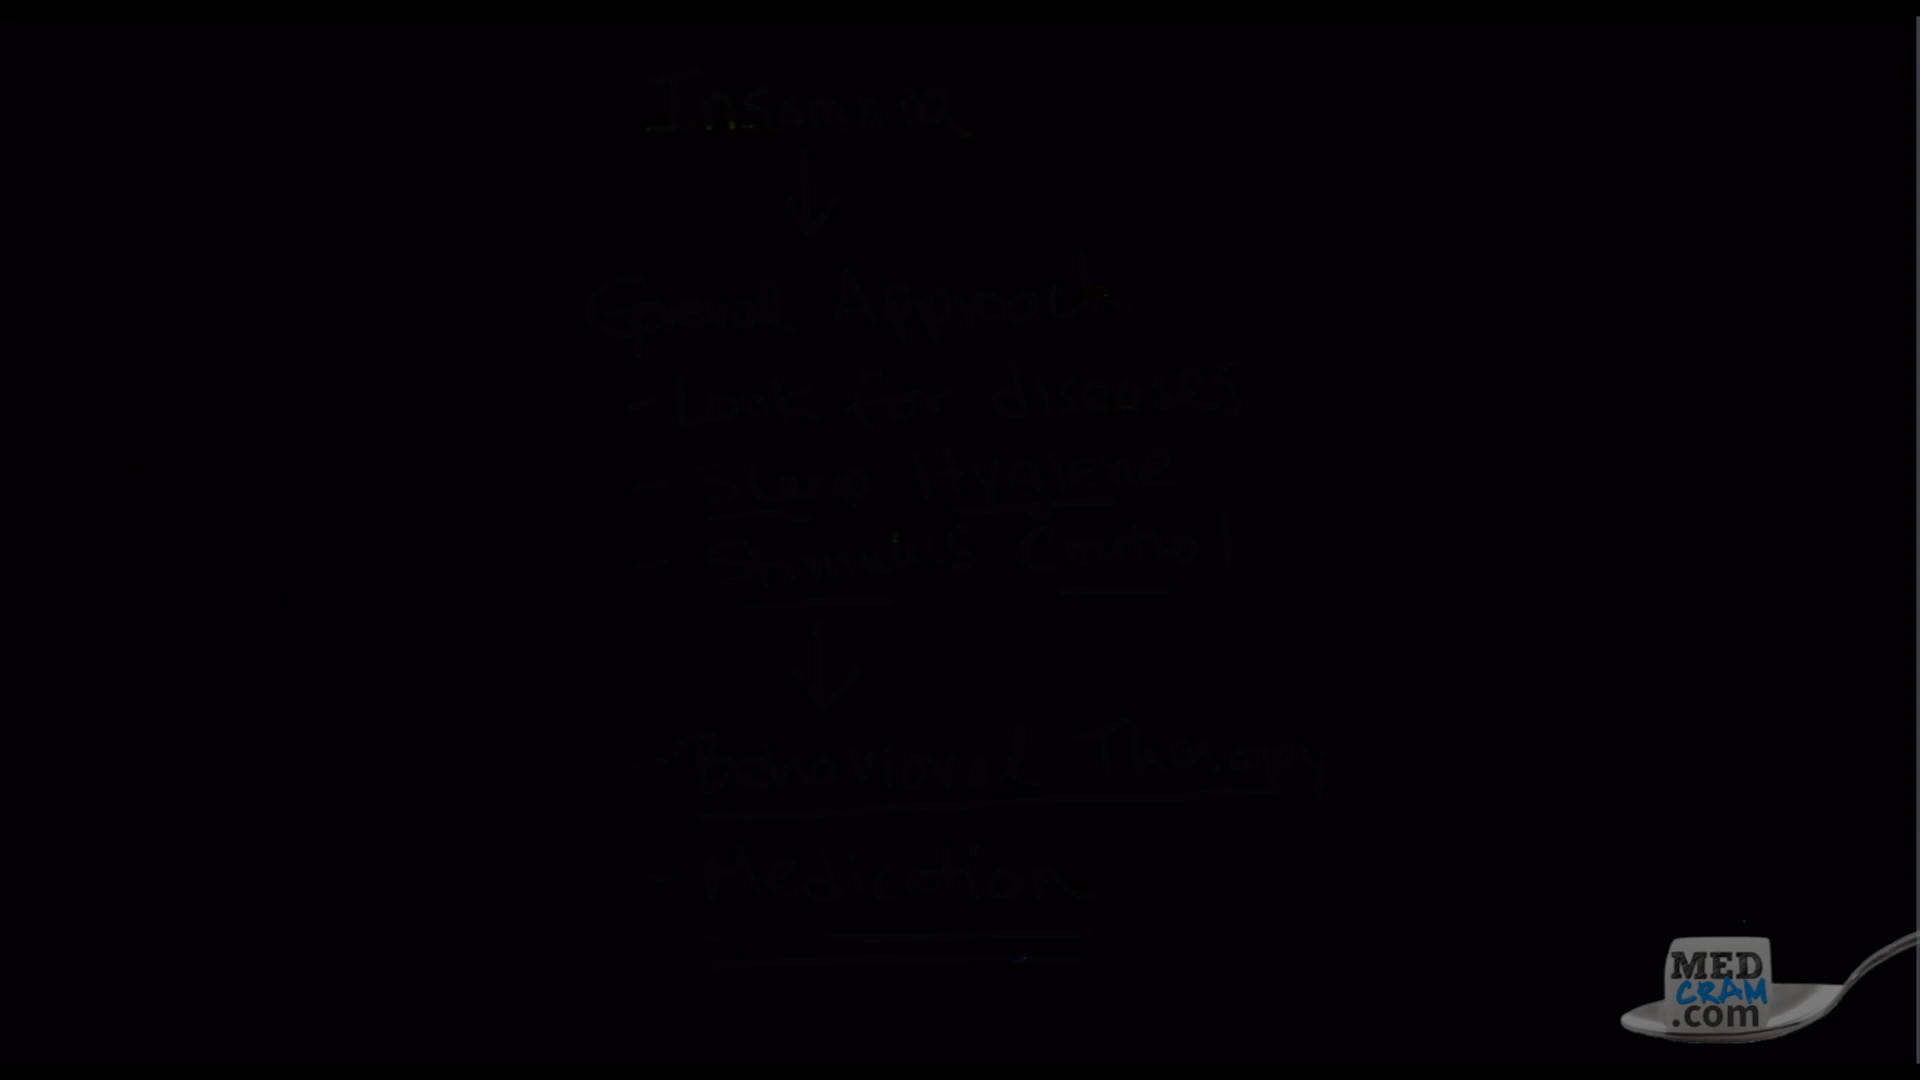 Insomnia
General Approach
- Look for diseases
- Sleep Hygiene
- Stimulus Control
- Behavioral Therapy
- Medication
MED
CRAM
.com